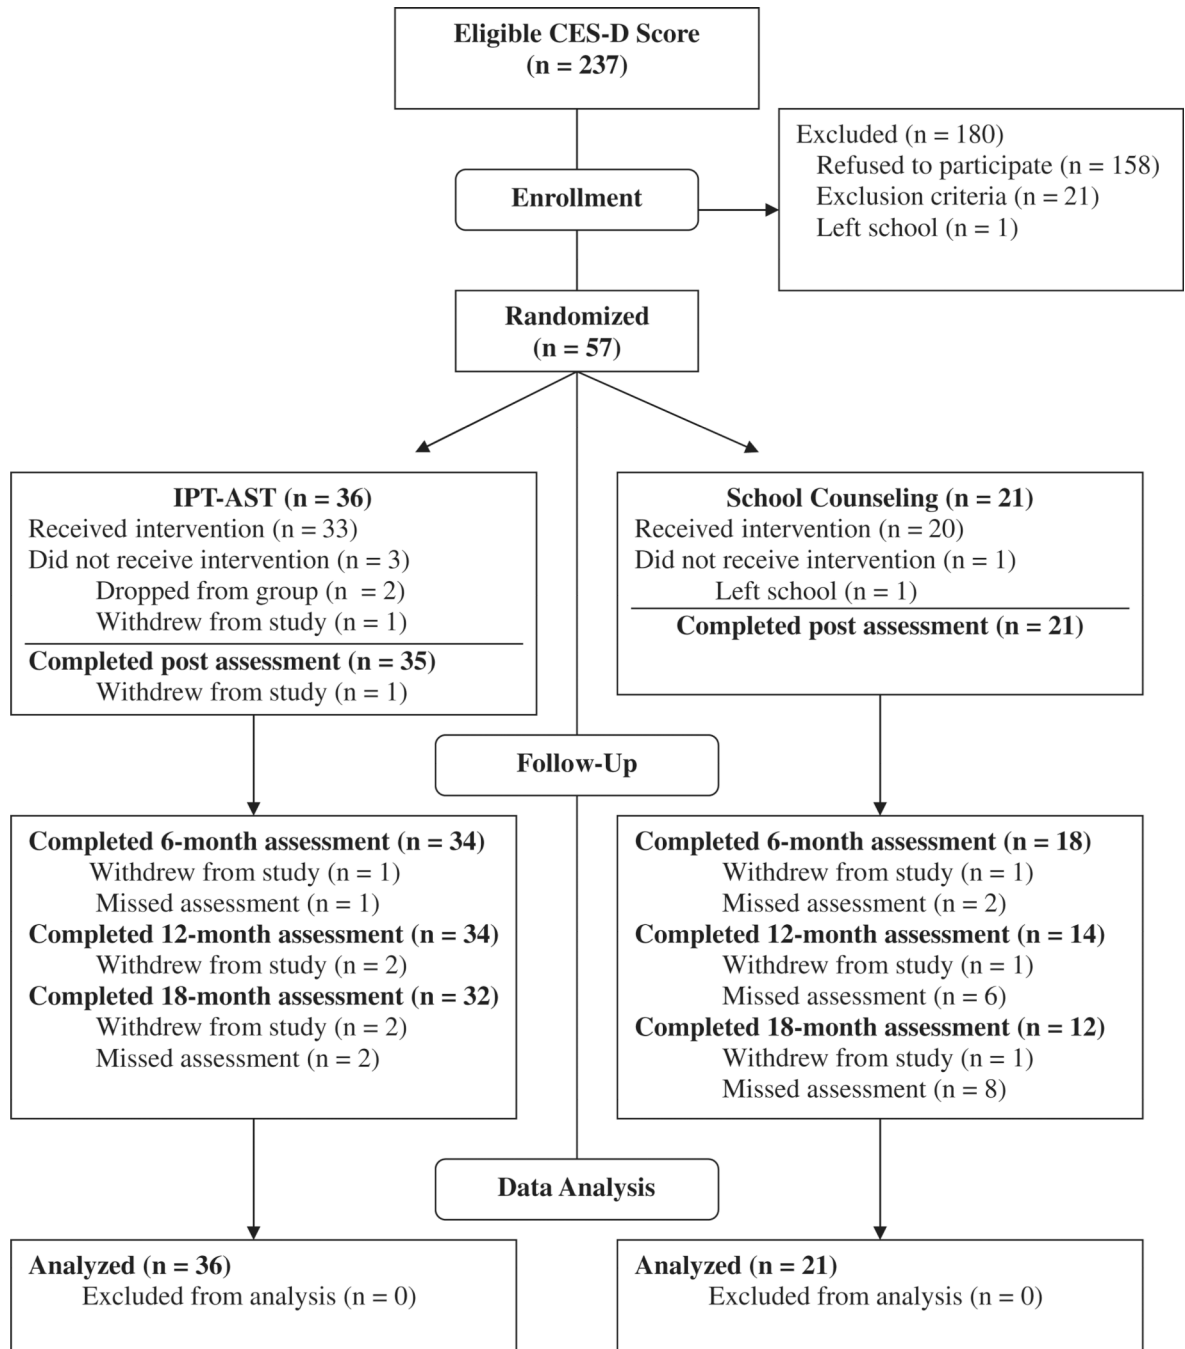 Eligible CES-D Score
(n = 237)
Excluded (n = 180)
Refused to participate (n = 158)
Exclusion criteria (n = 21)
Left school (n = 1)
Enrollment
Randomized
(n = 57)
IPT-AST (n = 36)
Received intervention (n = 33)
Did not receive intervention (n = 3)
Dropped from group (n = 2)
Withdrew from study (n = 1)
Completed post assessment (n = 35)
Withdrew from study (n = 1)
School Counseling (n = 21)
Received intervention (n = 20)
Did not receive intervention (n = 1)
Left school (n = 1)
Completed post assessment (n = 21)
Follow-Up
Completed 6-month assessment (n = 34)
Withdrew from study (n = 1)
Missed assessment (n = 1)
Completed 12-month assessment (n = 34)
Withdrew from study (n = 2)
Completed 18-month assessment (n = 32)
Withdrew from study (n = 2)
Missed assessment (n = 2)
Completed 6-month assessment (n = 18)
Withdrew from study (n = 1)
Missed assessment (n = 2)
Completed 12-month assessment (n = 14)
Withdrew from study (n = 1)
Missed assessment (n = 6)
Completed 18-month assessment (n = 12)
Withdrew from study (n = 1)
Missed assessment (n = 8)
Data Analysis
Analyzed (n = 36)
Excluded from analysis (n = 0)
Analyzed (n = 21)
Excluded from analysis (n = 0)